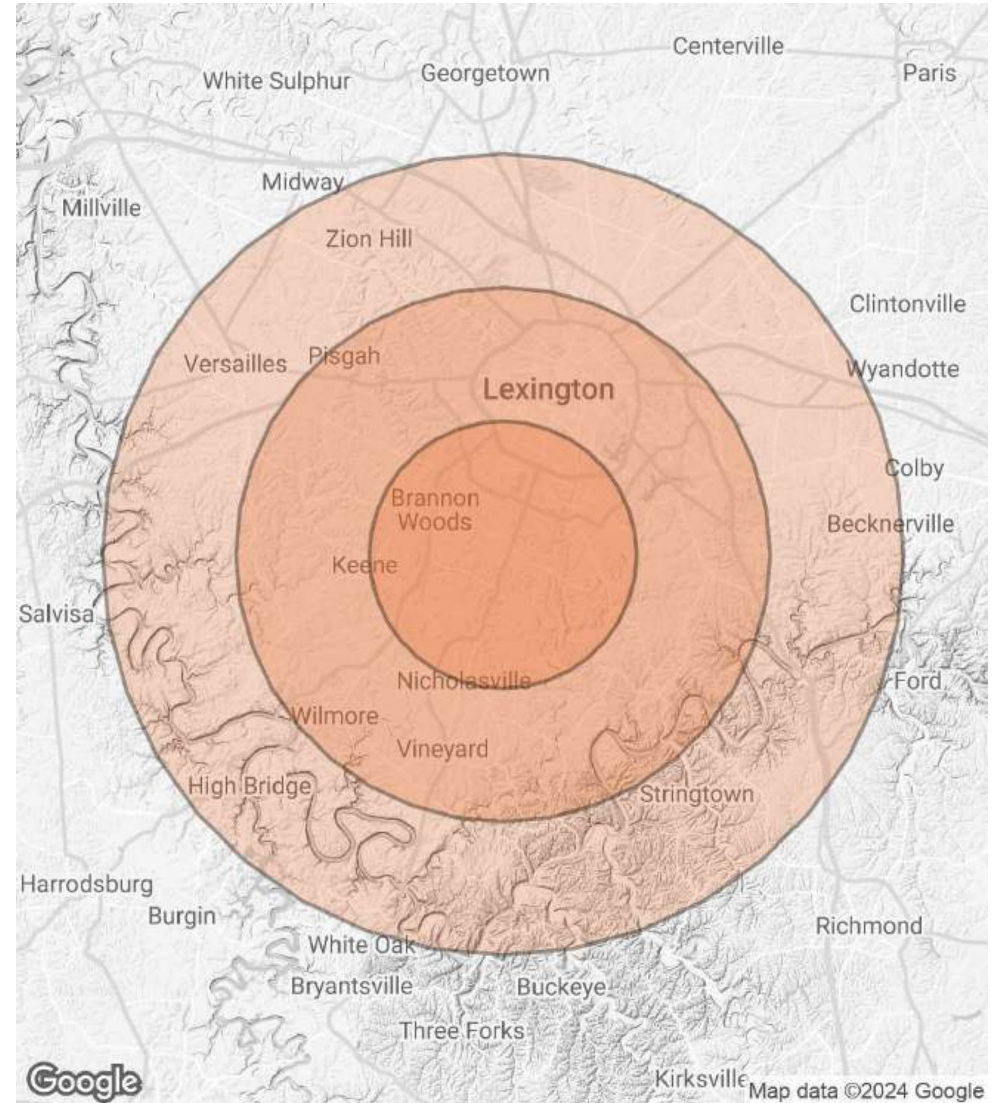 Centerville
White Sulphur
Georgetown
Paris
Midway
Millville
Zion Hill
Clintonville
Versailles
Pisgah
Wyandotte
Lexington
Colby
Brannon
Woods
Becknerville
Keene
Salvisa
Nicholasville
Ford
Wilmore
Vineyard
High Bridge
Stringtown
Harrodsburg
Burgin
Richmond
White Oak
Bryantsville
Buckeye
Three Forks
Kirksville
Google
Map data ©2024 Google